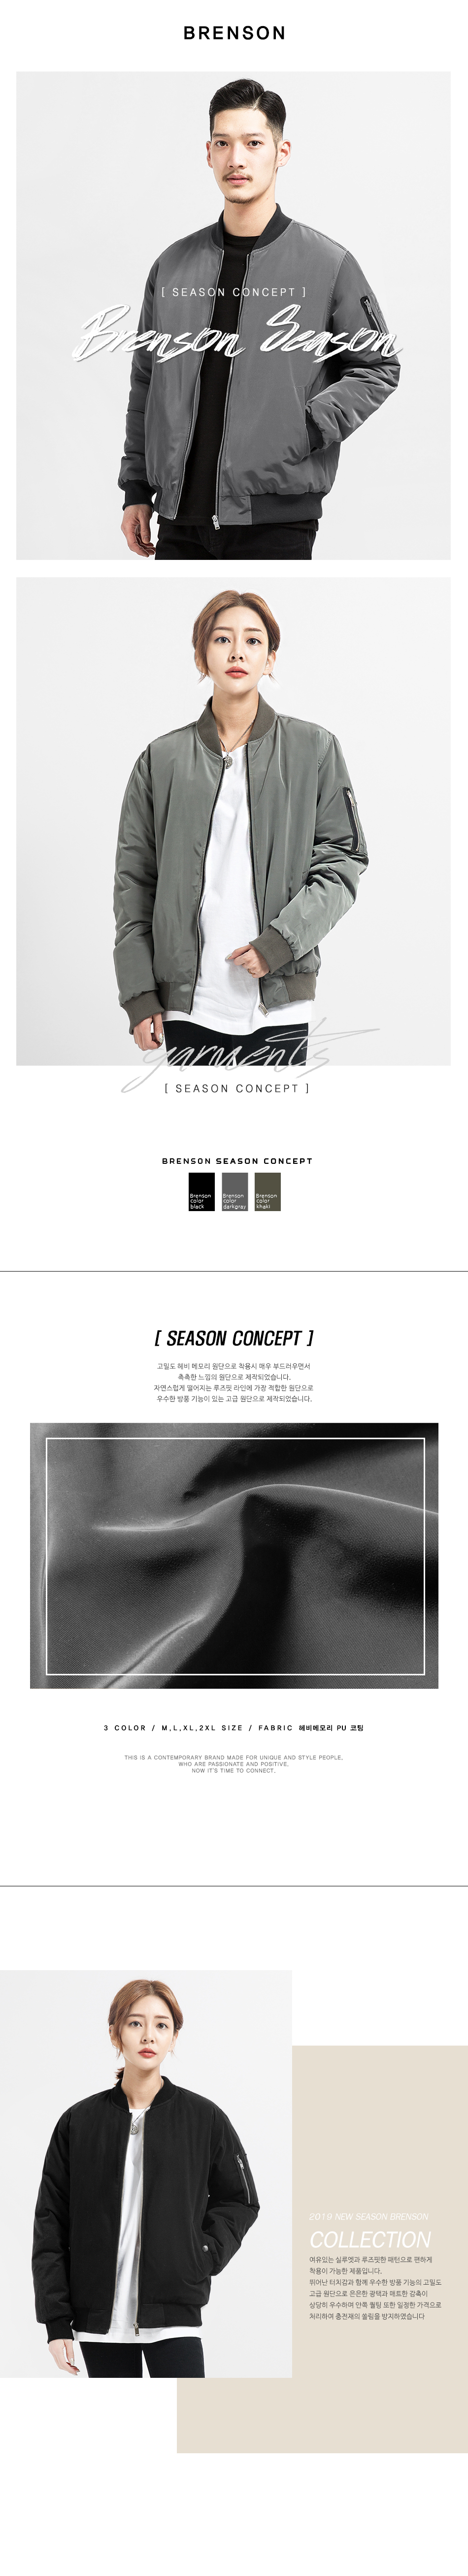 BRENSON
[ SEASON CONCEPT ]
Brenson Season
garments
[ SEASON CONCEPT ]
BRENSON SEASON CONCEPT
Brenson color black
Brenson color darkgray
Brenson color khaki
[ SEASON CONCEPT ]
고밀도 헤비 메모리 원단으로 착용시 매우 부드러우면서
촉촉한 느낌의 원단으로 제작되었습니다.
자연스럽게 떨어지는 루즈핏 라인에 가장 적합한 원단으로
우수한 방풍 기능이 있는 고급 원단으로 제작되었습니다.
3 COLOR / M,L,XL,2XL SIZE / FABRIC 헤비메모리 PU 코팅
THIS IS A CONTEMPORARY BRAND MADE FOR UNIQUE AND STYLE PEOPLE,
WHO ARE PASSIONATE AND POSITIVE,
NOW IT'S TIME TO CONNECT,
2019 NEW SEASON BRENSON
COLLECTION
여유있는 실루엣과 루즈핏한 패턴으로 편하게
착용이 가능한 제품입니다.
뛰어난 터치감과 함께 우수한 방풍 기능의 고밀도
고급 원단으로 은은한 광택과 매트한 감촉이
상당히 우수하며 안쪽 퀼팅 또한 일정한 가격으로
처리하여 충전재의 쏠림을 방지하였습니다